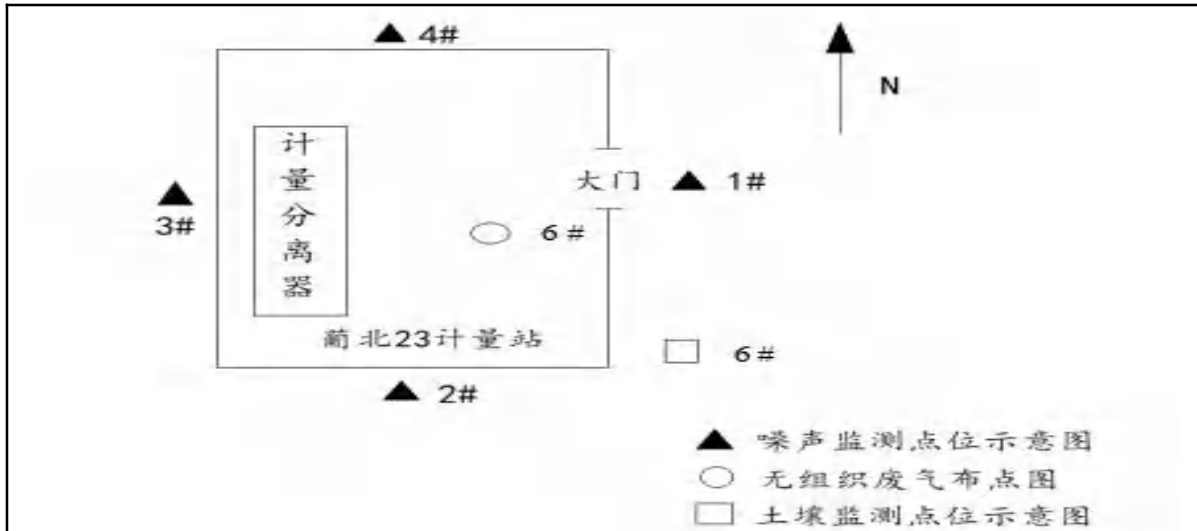 4#
N
计量分离器
大门 1#
3#
6#
葡北23计量站
6#
2#
噪声监测点位示意图
无组织废气布点图
土壤监测点位示意图